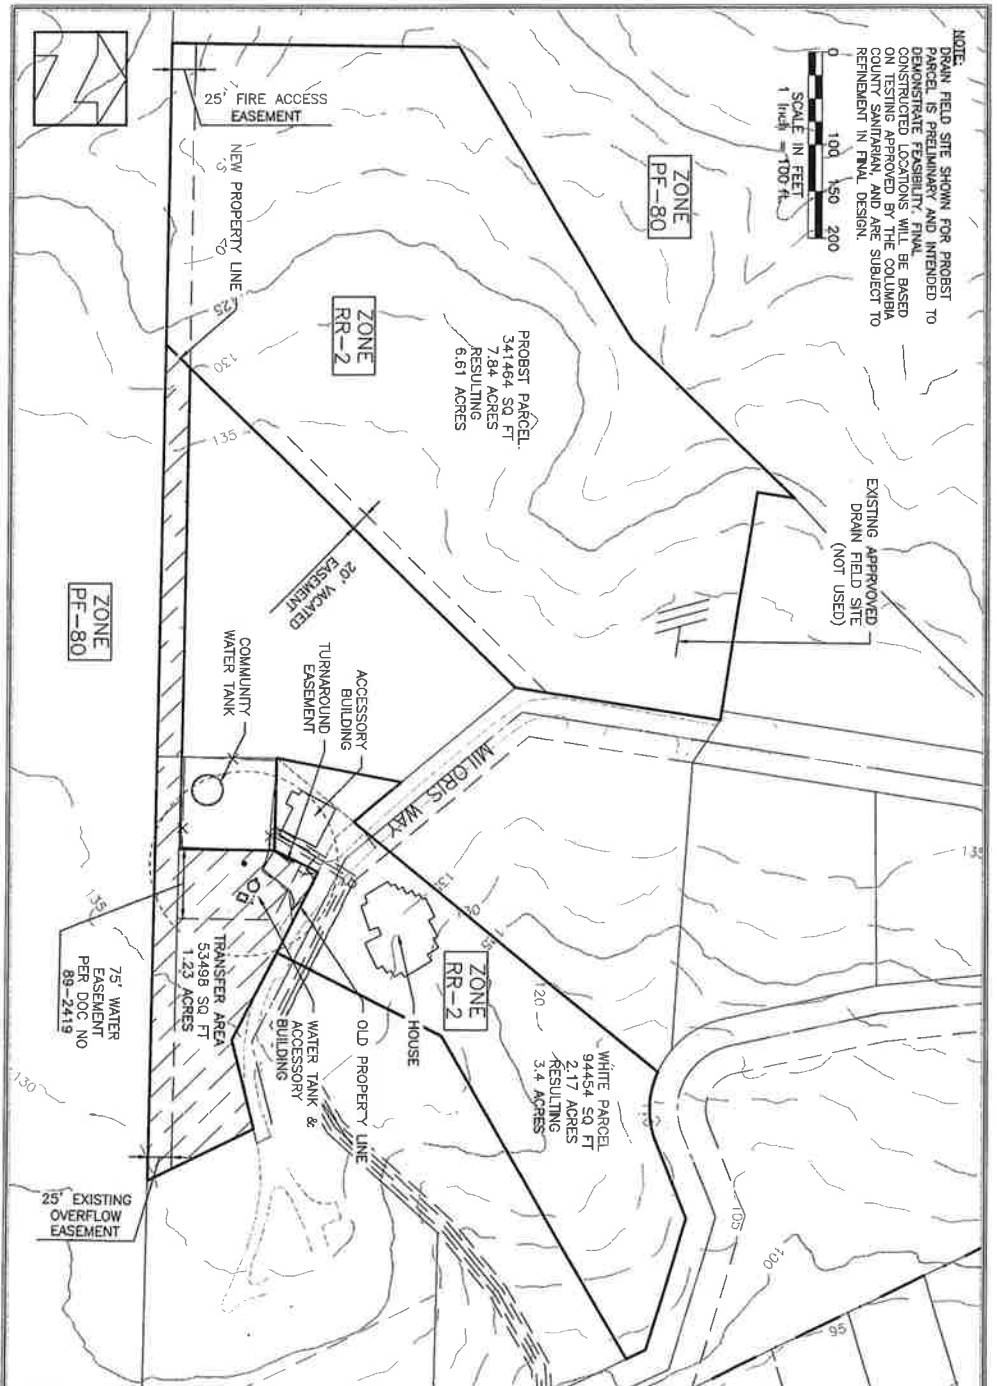 NOTE:
DRAIN FIELD SITE SHOWN FOR PROBST
PARCEL IS PRELIMINARY AND INTENDED TO
DEMONSTRATE FEASIBILITY. FINAL
CONSTRUCTED LOCATIONS WILL BE BASED
ON TESTING APPROVED BY THE COLUMBIA
COUNTY SANITARIAN, AND ARE SUBJECT TO
REFINEMENT IN FINAL DESIGN.
0 100 150 200
SCALE IN FEET
1 Inch = 100 ft.
ZONE
PF-80
25' FIRE ACCESS
EASEMENT
NEW PROPERTY LINE
ZONE
RR-2
PROBST PARCEL
341464 SQ FT
7.84 ACRES
RESULTING
6.61 ACRES
EXISTING APPRVOVED
DRAIN FIELD SITE
(NOT USED)
125
130
135
20' VACATED
EASEMENT
ZONE
PF-80
COMMUNITY
WATER TANK
TURNAROUND
EASEMENT
ACCESSORY
BUILDING
MILORIS WAY
135
130
125
120
110
105
100
95
135
ZONE
RR-2
HOUSE
OLD PROPERTY LINE
WATER TANK &
ACCESSORY
BUILDING
WHITE PARCEL
94454 SQ FT
2.17 ACRES
RESULTING
3.4 ACRES
TRANSFER AREA
53498 SQ FT
1.23 ACRES
75' WATER
EASEMENT
PER DOC NO
89-2419
135
130
25' EXISTING
OVERFLOW
EASEMENT